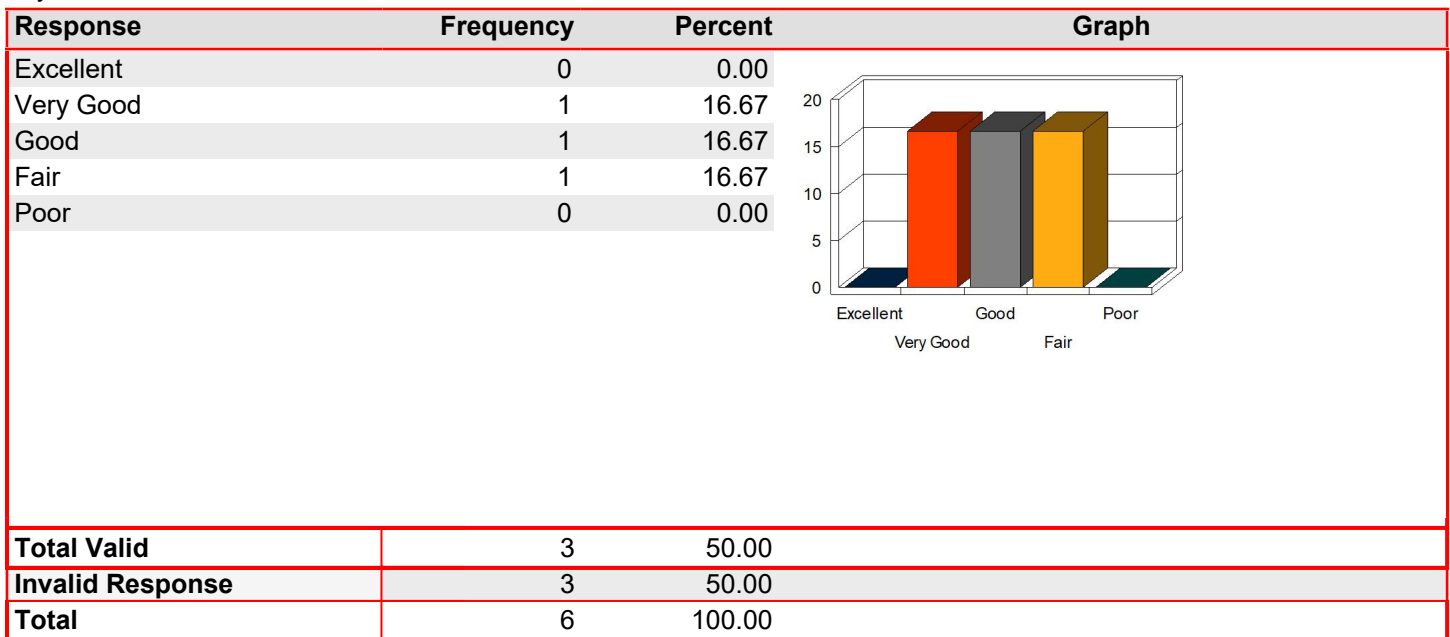 Response Frequency Percent Graph
Excellent 0 0.00
Very Good 1 16.67
Good 1 16.67
Fair 1 16.67
Poor 0 0.00
20
15
10
5
0
Excellent Good Poor
Very Good Fair
Total Valid 3 50.00
Invalid Response 3 50.00
Total 6 100.00